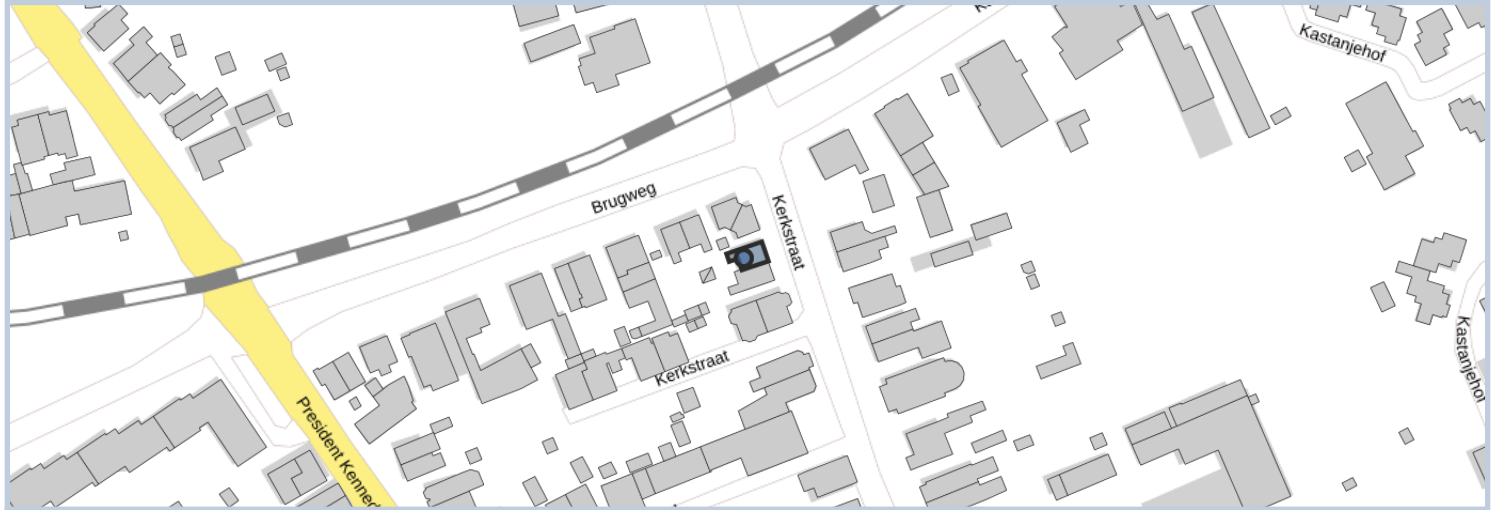 Kastanjehof
Brugweg
Kerkstraat
Kerkstraat
Kastanjehof
President Kenned